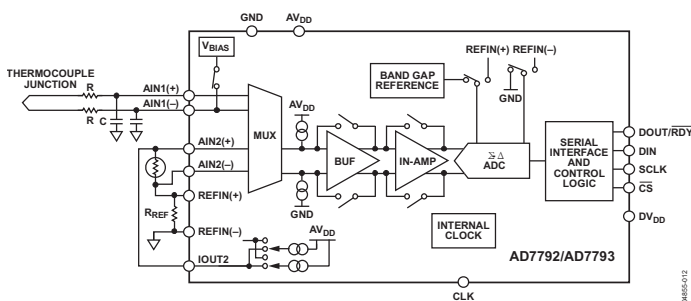 GND AVDD
VBIAS
REFIN(+) REFIN(–)
THERMOCOUPLE
JUNCTION
R
AIN1(+)
BAND GAP
REFERENCE
GND
AIN1(–)
R C
AVDD
MUX
AIN2(+)
DOUT/RDY
SERIAL
INTERFACE
AND
CONTROL
LOGIC
DIN
BUF
IN-AMP
Σ-Δ
ADC
AIN2(–)
SCLK
CS
REFIN(+)
GND
RREF
DVDD
INTERNAL
CLOCK
REFIN(–)
AVDD
AD7792/AD7793
IOUT2
CLK
4855-012